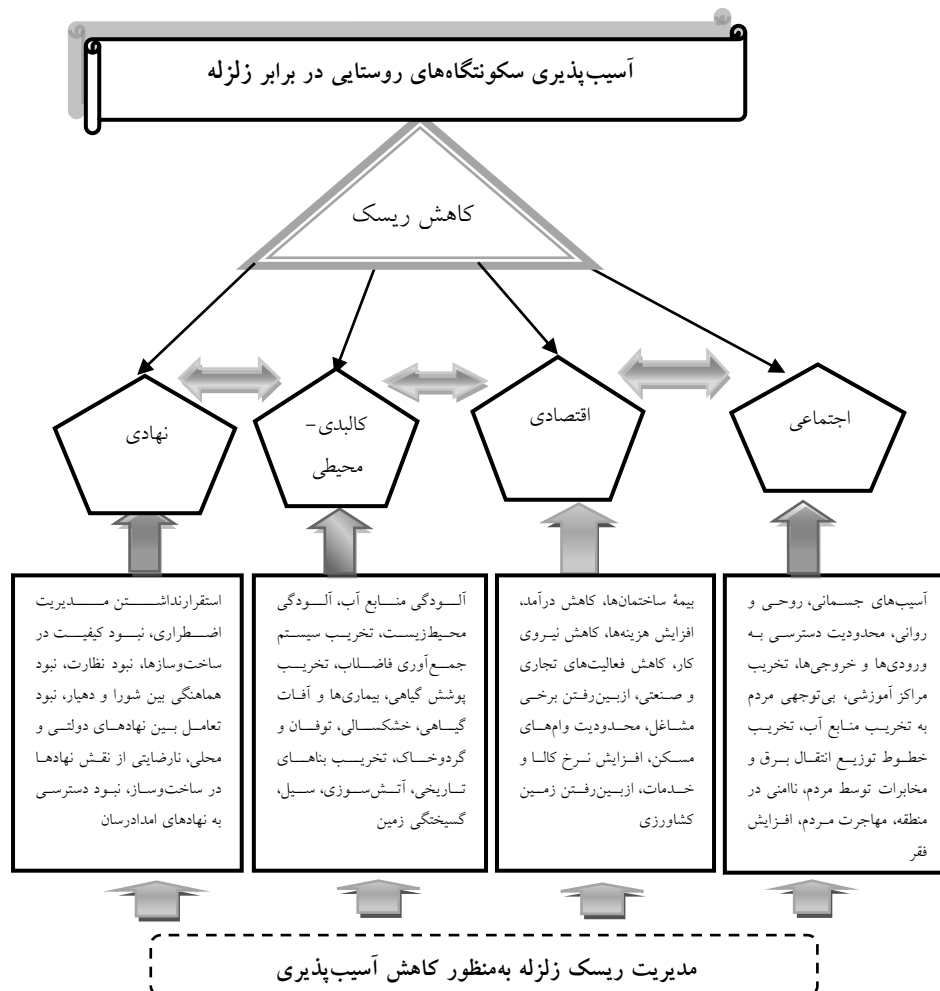 آسیب‌پذیری سکونتگاه‌های روستایی در برابر زلزله
کاهش ریسک
اجتماعی
اقتصادی
کالبدی-
محیطی
نهادی
آسیب‌های جسمانی، روحی و
روانی، محدودیت دسترسی به
ورودی‌ها و خروجی‌ها، تخریب
مراکز آموزشی، بی‌توجهی مردم
به تخریب منابع آب، تخریب
خطوط توزیع انتقال برق و
مخابرات توسط مردم، ناامنی در
منطقه، مهاجرت مردم، افزایش
فقر
بیمۀ ساختمان‌ها، کاهش درآمد،
افزایش هزینه‌ها، کاهش نیروی
کار، کاهش فعالیت‌های تجاری
و صنعتی، ازبین‌رفتن برخی
مشاغل، محدودیت وام‌های
مسکن، افزایش نرخ کالا و
خدمات، ازبین‌رفتن زمین
کشاورزی
آلودگی منابع آب، آلودگی
محیط‌زیست، تخریب سیستم
جمع‌آوری فاضلاب، تخریب
پوشش گیاهی، بیماری‌ها و آفات
گیاهی، خشکسالی، توفان و
گردوخاک، تخریب بناهای
تاریخی، آتش‌سوزی، سیل،
گسیختگی زمین
استقرارنداشتن مدیریت
اضطراری، نبود کیفیت در
ساخت‌وسازها، نبود نظارت، نبود
هماهنگی بین شورا و دهیار، نبود
تعامل بین نهادهای دولتی و
محلی، نارضایتی از نقش نهادها
در ساخت‌وساز، نبود دسترسی
به نهادهای امدادرسان
مدیریت ریسک زلزله به‌منظور کاهش آسیب‌پذیری